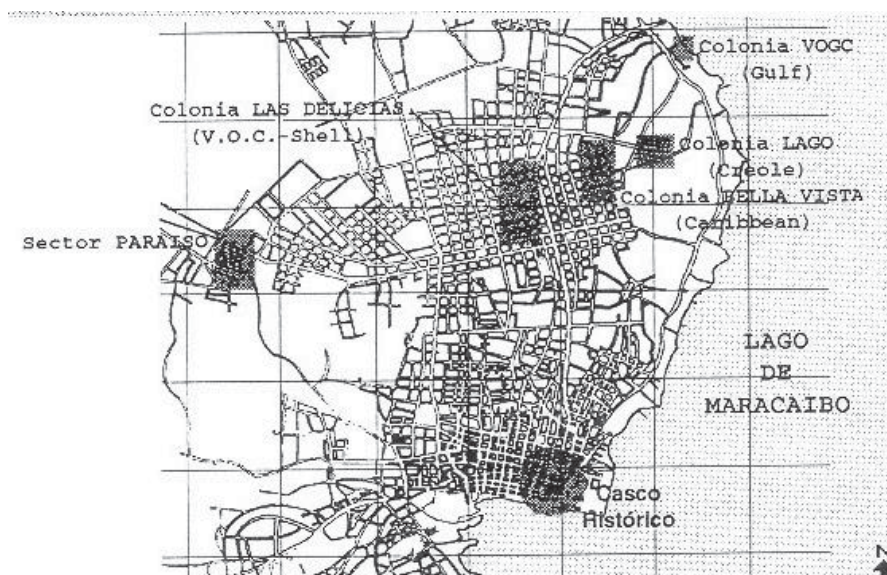 Colonia VOGC
(Gulf)
Colonia LAS DELICIAS
(V.O.C.-Shell)
Colonia LAGO
(Creole)
Colonia BELLA VISTA
(Caribbean)
Sector PARAISO
LAGO
DE
MARACAIBO
Casco
Histórico
N